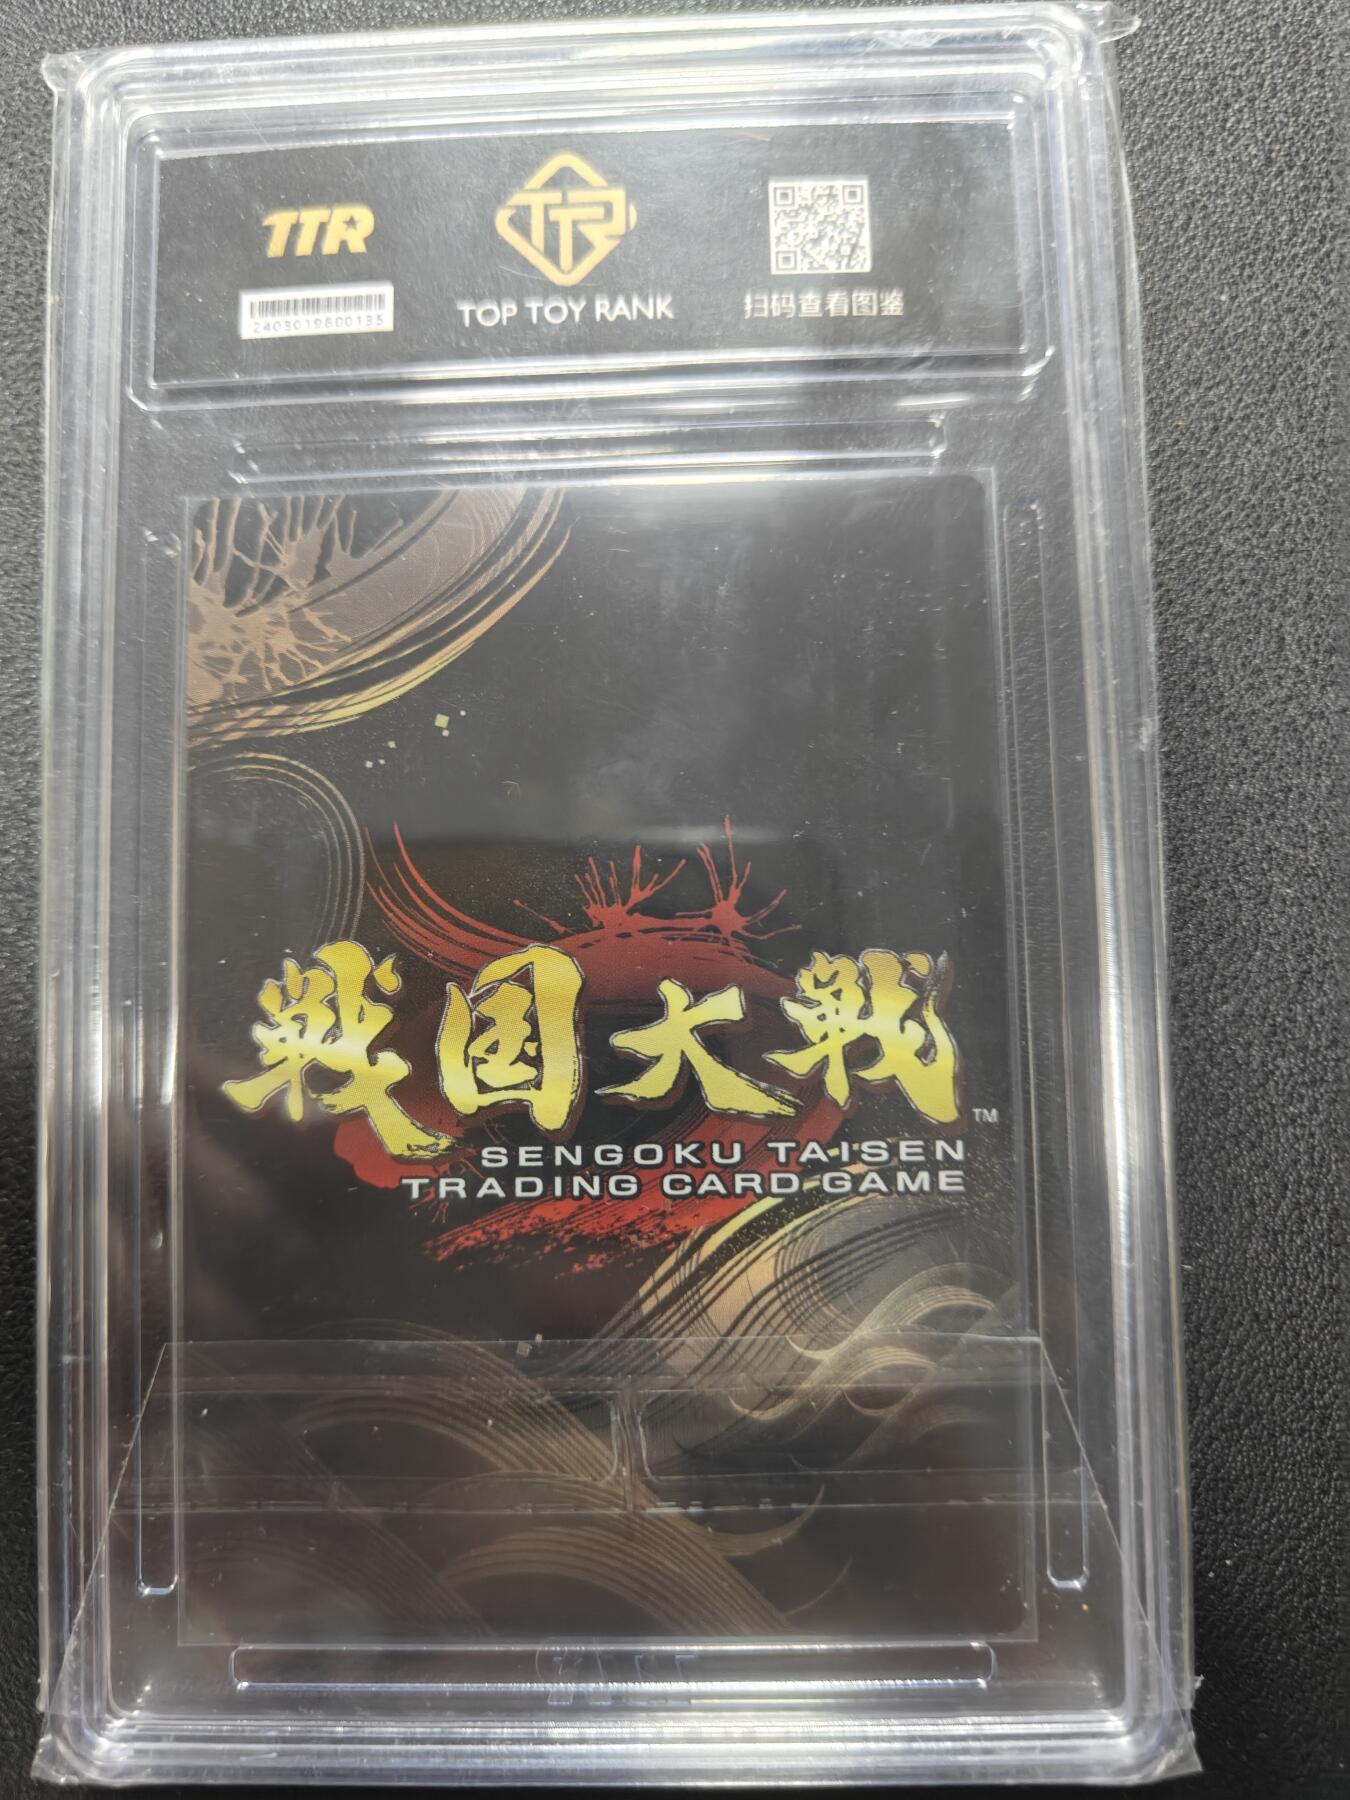 TTR
TTR
2403019800135
TOP TOY RANK
扫码查看图鉴
戦国大戦
TM
SENGOKU TAISEN
TRADING CARD GAME